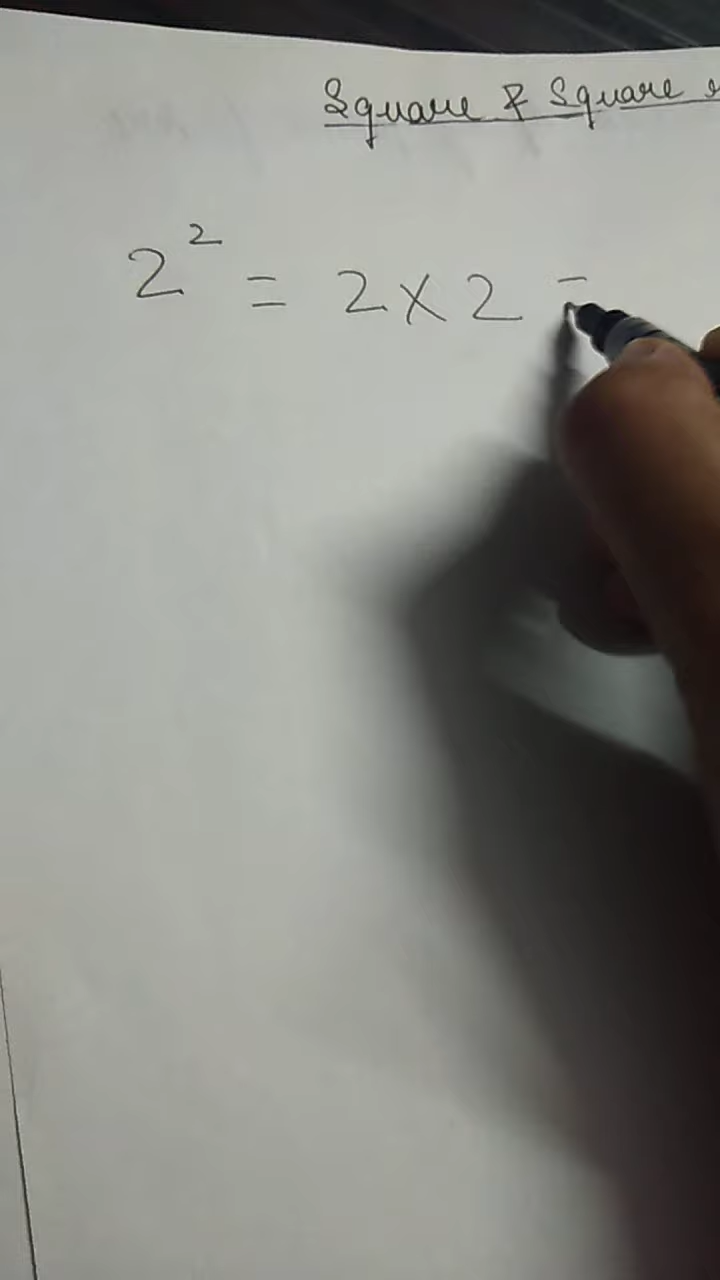 Square & Square
2² = 2 × 2 =